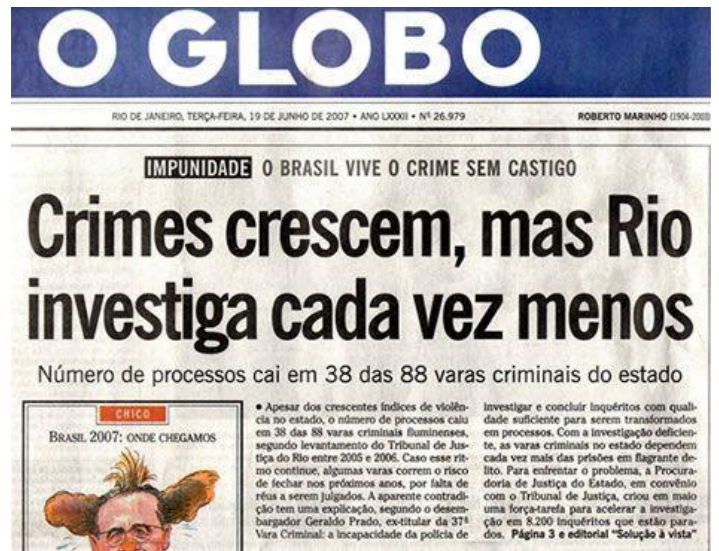 O GLOBO
RIO DE JANEIRO, TERÇA-FEIRA, 19 DE JUNHO DE 2007 • ANO LXXXII • Nº 26.979
ROBERTO MARINHO (1904-2003)
IMPUNIDADE O BRASIL VIVE O CRIME SEM CASTIGO
Crimes crescem, mas Rio
investiga cada vez menos
Número de processos cai em 38 das 88 varas criminais do estado
CHICO
BRASIL 2007: ONDE CHEGAMOS
• Apesar dos crescentes índices de violên-
cia no estado, o número de processos caiu
em 38 das 88 varas criminais fluminenses,
segundo levantamento do Tribunal de Jus-
tiça do Rio entre 2005 e 2006. Caso esse rit-
mo continue, algumas varas correm o risco
de fechar nos próximos anos, por falta de
réus a serem julgados. A aparente contradi-
ção tem uma explicação, segundo o desem-
bargador Geraldo Prado, ex-titular da 37ª
Vara Criminal: a incapacidade da polícia de
investigar e concluir inquéritos com quali-
dade suficiente para serem transformados
em processos. Com a investigação deficien-
te, as varas criminais no estado dependem
cada vez mais das prisões em flagrante de-
lito. Para enfrentar o problema, a Procura-
doria de Justiça do Estado, em convênio
com o Tribunal de Justiça, criou em maio
uma força-tarefa para acelerar a investiga-
ção em 8.200 inquéritos que estão para-
dos. Página 3 e editorial "Solução à vista"